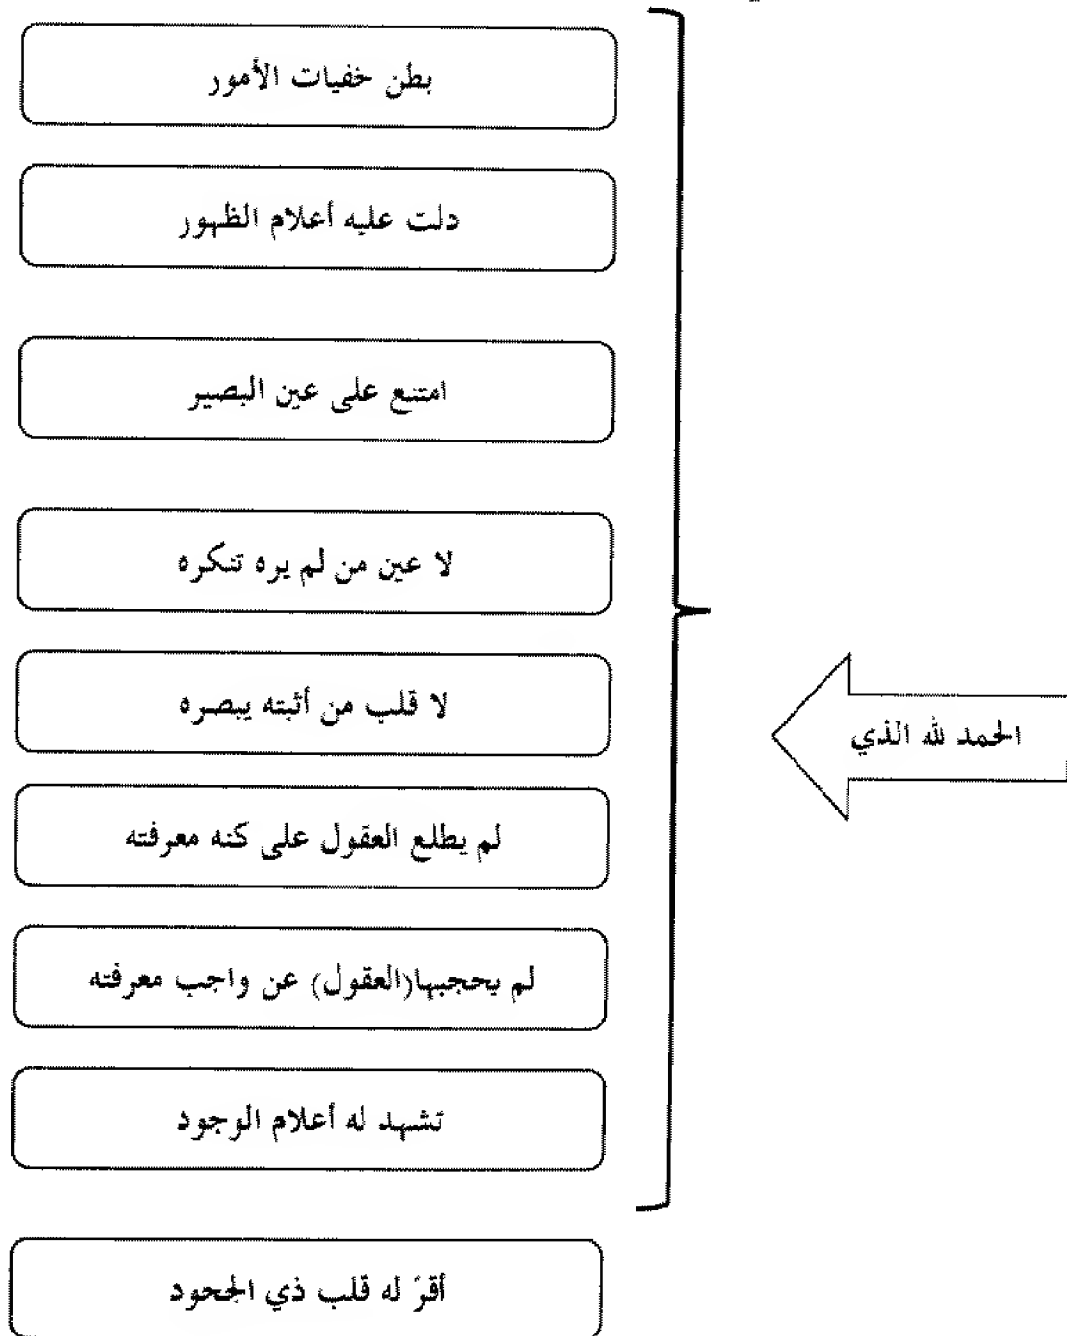 الحمد لله الذي
بطن خفيات الأمور
دلت عليه أعلام الظهور
امتنع على عين البصير
لا عين من لم يره تنكره
لا قلب من أثبته يبصره
لم يطلع العقول على كنه معرفته
لم يحجبها(العقول) عن واجب معرفته
تشهد له أعلام الوجود
أقرّ له قلب ذي الجحود